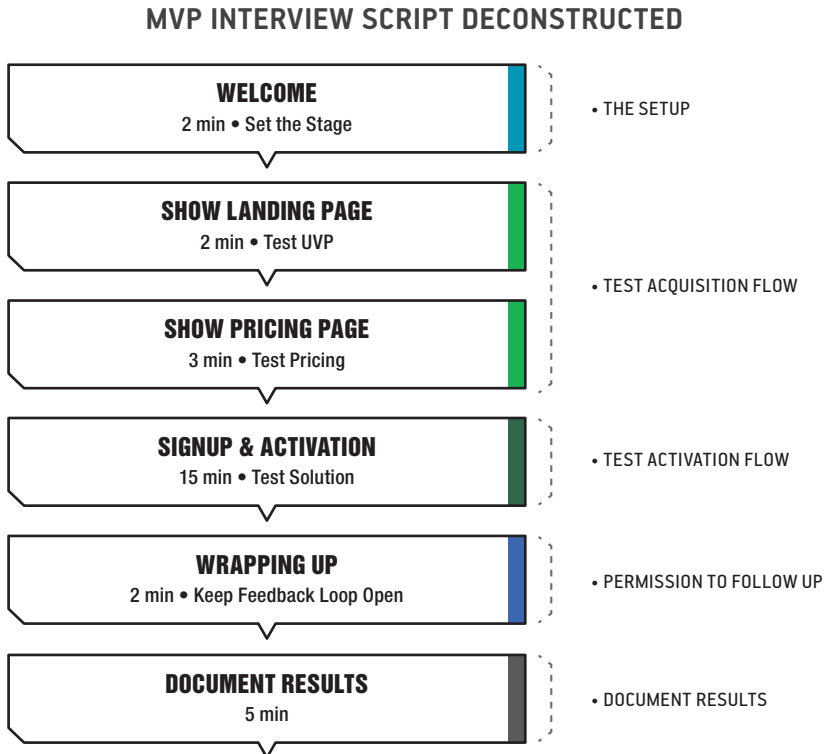 MVP INTERVIEW SCRIPT DECONSTRUCTED
WELCOME
2 min • Set the Stage
• THE SETUP
SHOW LANDING PAGE
2 min • Test UVP
• TEST ACQUISITION FLOW
SHOW PRICING PAGE
3 min • Test Pricing
SIGNUP & ACTIVATION
15 min • Test Solution
• TEST ACTIVATION FLOW
WRAPPING UP
2 min • Keep Feedback Loop Open
• PERMISSION TO FOLLOW UP
DOCUMENT RESULTS
5 min
• DOCUMENT RESULTS